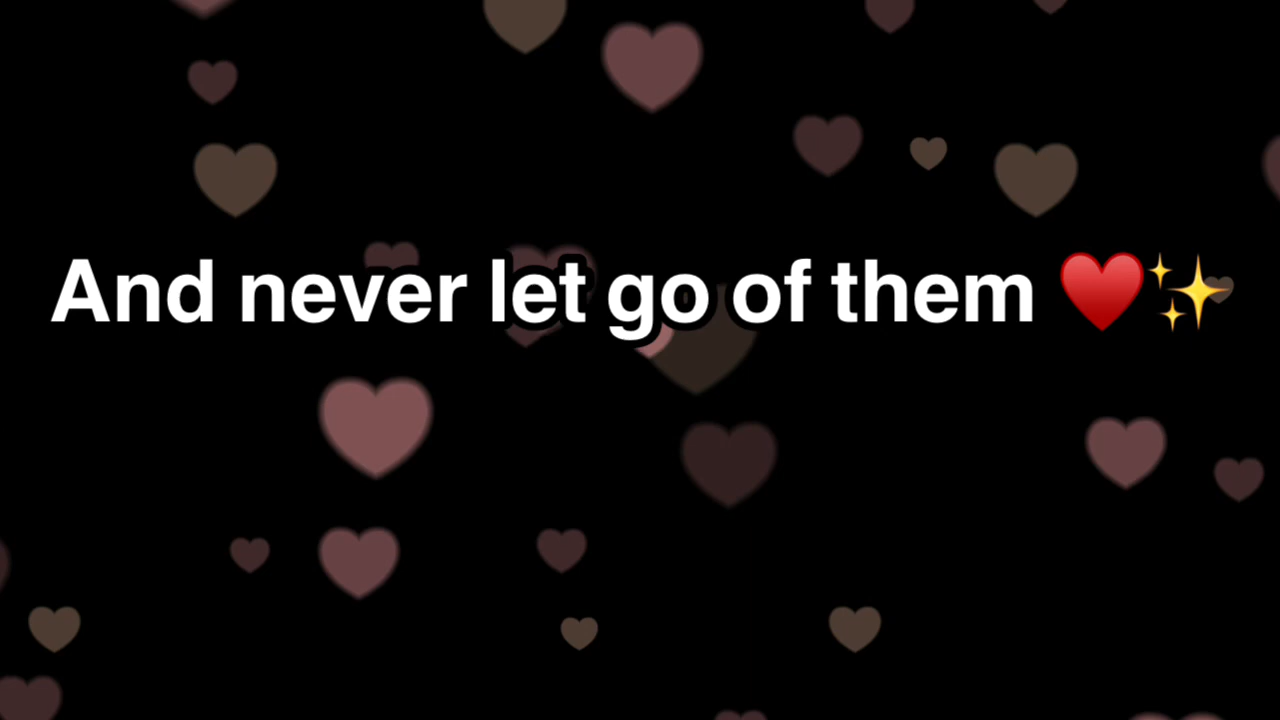 And never let go of them ♥️✨